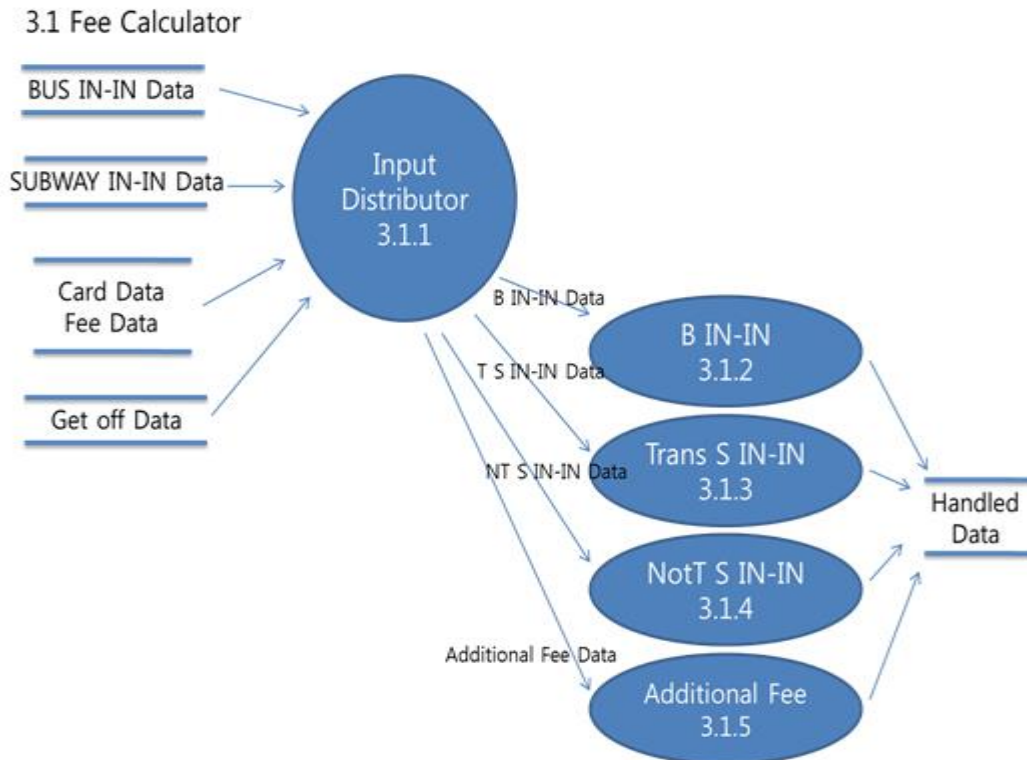 3.1 Fee Calculator
BUS IN-IN Data
SUBWAY IN-IN Data
Card Data
Fee Data
Get off Data
Input
Distributor
3.1.1
B IN-IN Data
T S IN-IN Data
NT S IN-IN Data
Additional Fee Data
B IN-IN
3.1.2
Trans S IN-IN
3.1.3
NotT S IN-IN
3.1.4
Additional Fee
3.1.5
Handled
Data